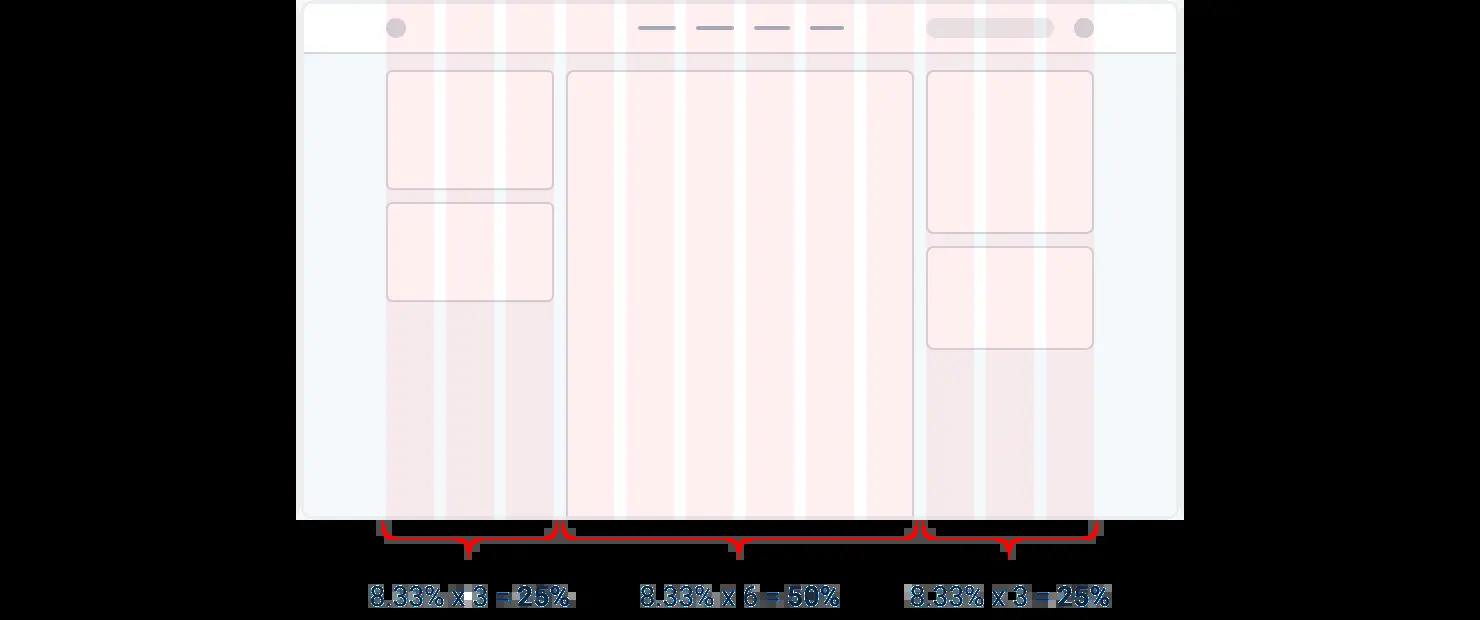 8.33% x 3 = 25%
8.33% x 6 = 50%
8.33% x 3 = 25%